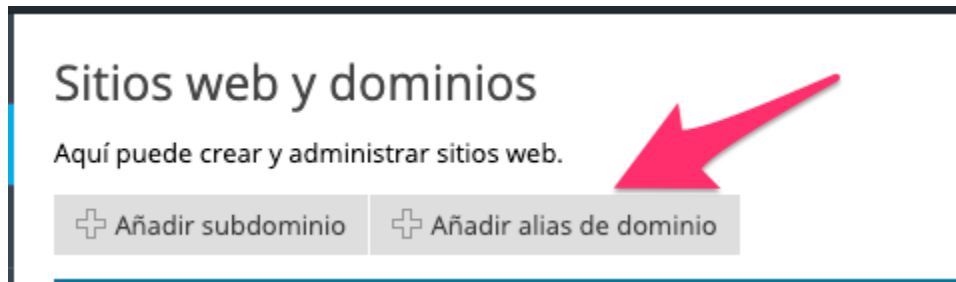 Sitios web y dominios
Aquí puede crear y administrar sitios web.
Añadir subdominio Añadir alias de dominio